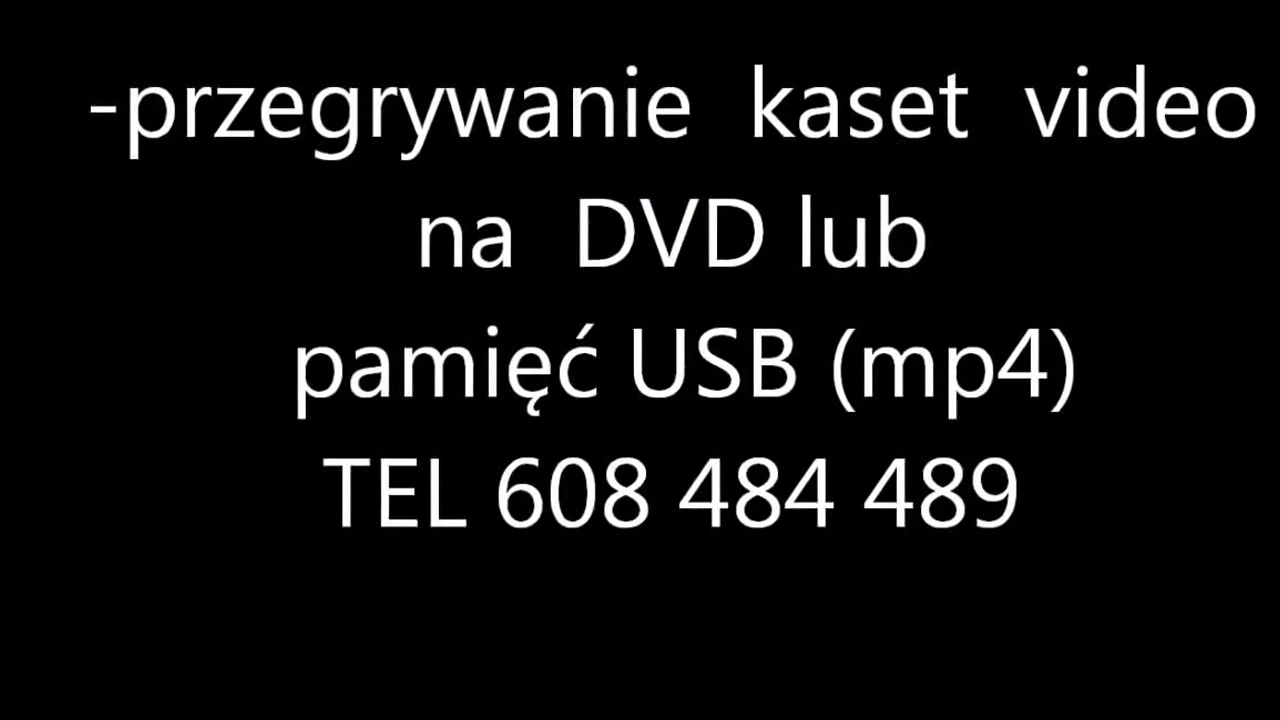 -przegrywanie kaset video
na DVD lub
pamięć USB (mp4)
TEL 608 484 489